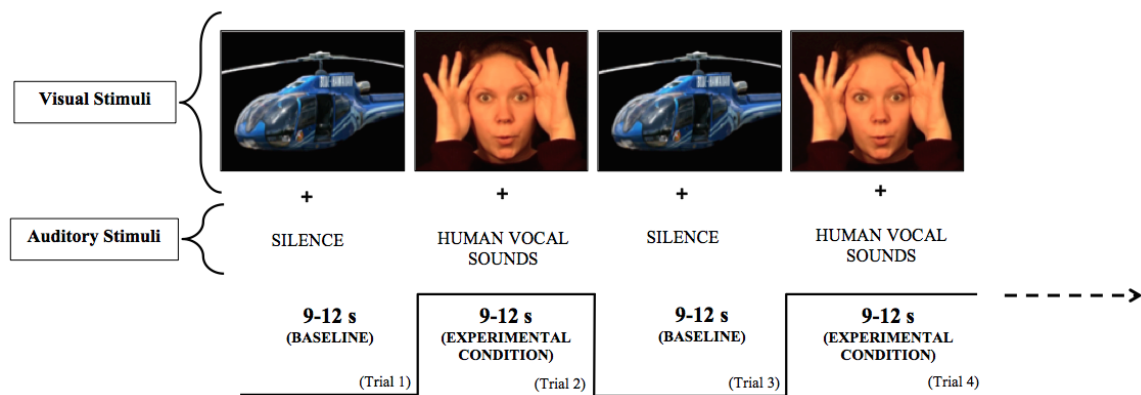 Visual Stimuli
+ + + +
Auditory Stimuli
SILENCE
HUMAN VOCAL
SOUNDS
SILENCE
HUMAN VOCAL
SOUNDS
9-12 s
(BASELINE)
(Trial 1)
9-12 s
(EXPERIMENTAL
CONDITION)
(Trial 2)
9-12 s
(BASELINE)
(Trial 3)
9-12 s
(EXPERIMENTAL
CONDITION)
(Trial 4)